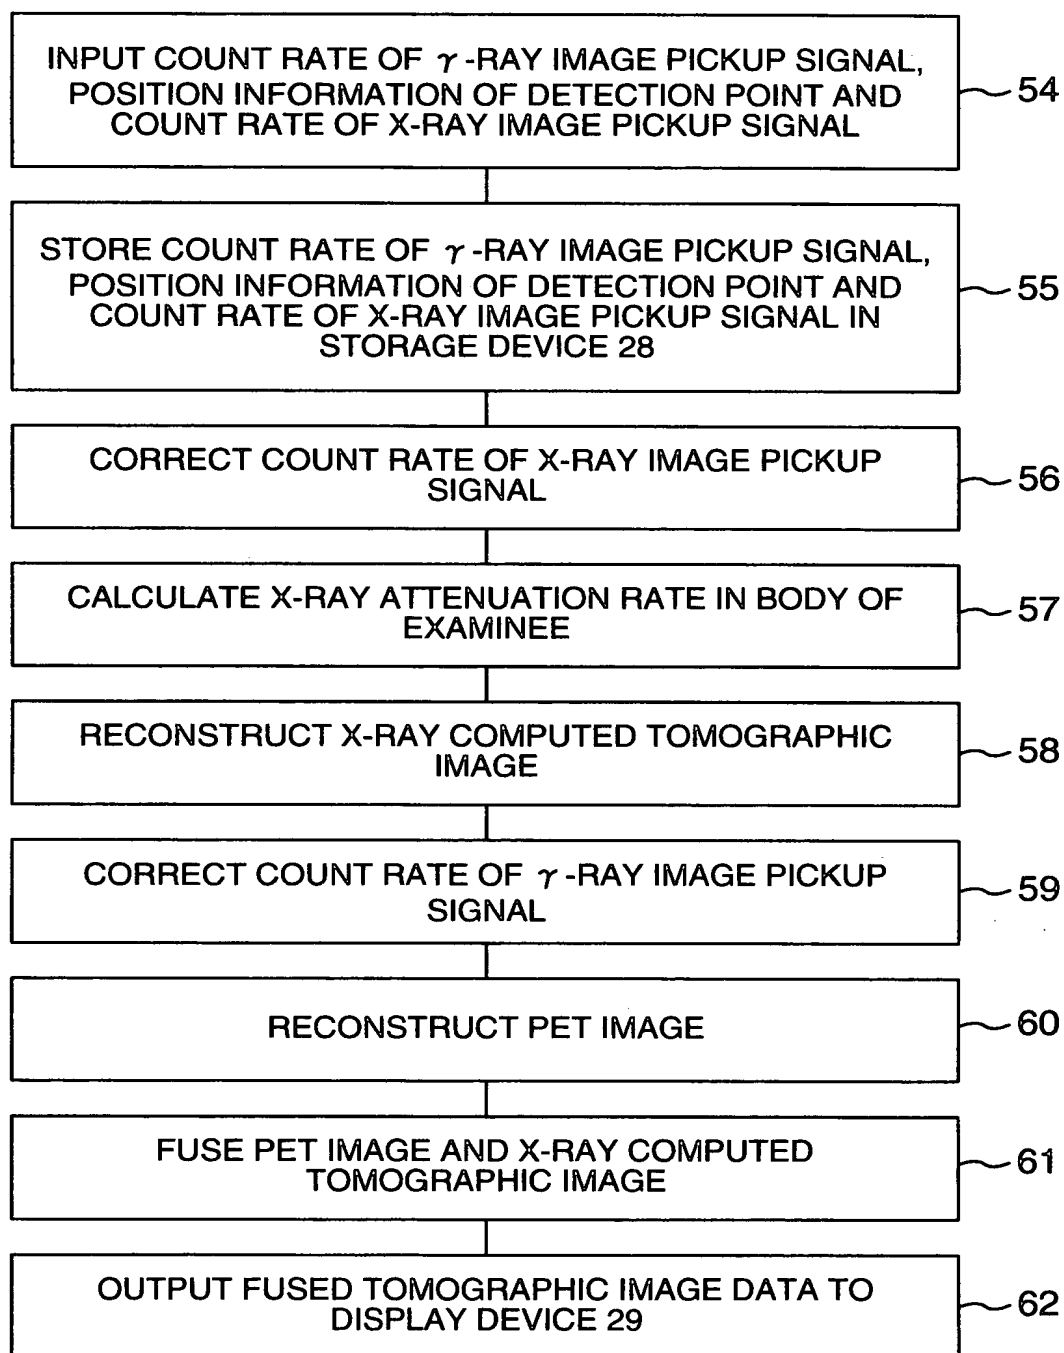 INPUT COUNT RATE OF γ-RAY IMAGE PICKUP SIGNAL,
POSITION INFORMATION OF DETECTION POINT AND
COUNT RATE OF X-RAY IMAGE PICKUP SIGNAL
54
STORE COUNT RATE OF γ-RAY IMAGE PICKUP SIGNAL,
POSITION INFORMATION OF DETECTION POINT AND
COUNT RATE OF X-RAY IMAGE PICKUP SIGNAL IN
STORAGE DEVICE 28
55
CORRECT COUNT RATE OF X-RAY IMAGE PICKUP
SIGNAL
56
CALCULATE X-RAY ATTENUATION RATE IN BODY OF
EXAMINEE
57
RECONSTRUCT X-RAY COMPUTED TOMOGRAPHIC
IMAGE
58
CORRECT COUNT RATE OF γ-RAY IMAGE PICKUP
SIGNAL
59
RECONSTRUCT PET IMAGE
60
FUSE PET IMAGE AND X-RAY COMPUTED
TOMOGRAPHIC IMAGE
61
OUTPUT FUSED TOMOGRAPHIC IMAGE DATA TO
DISPLAY DEVICE 29
62